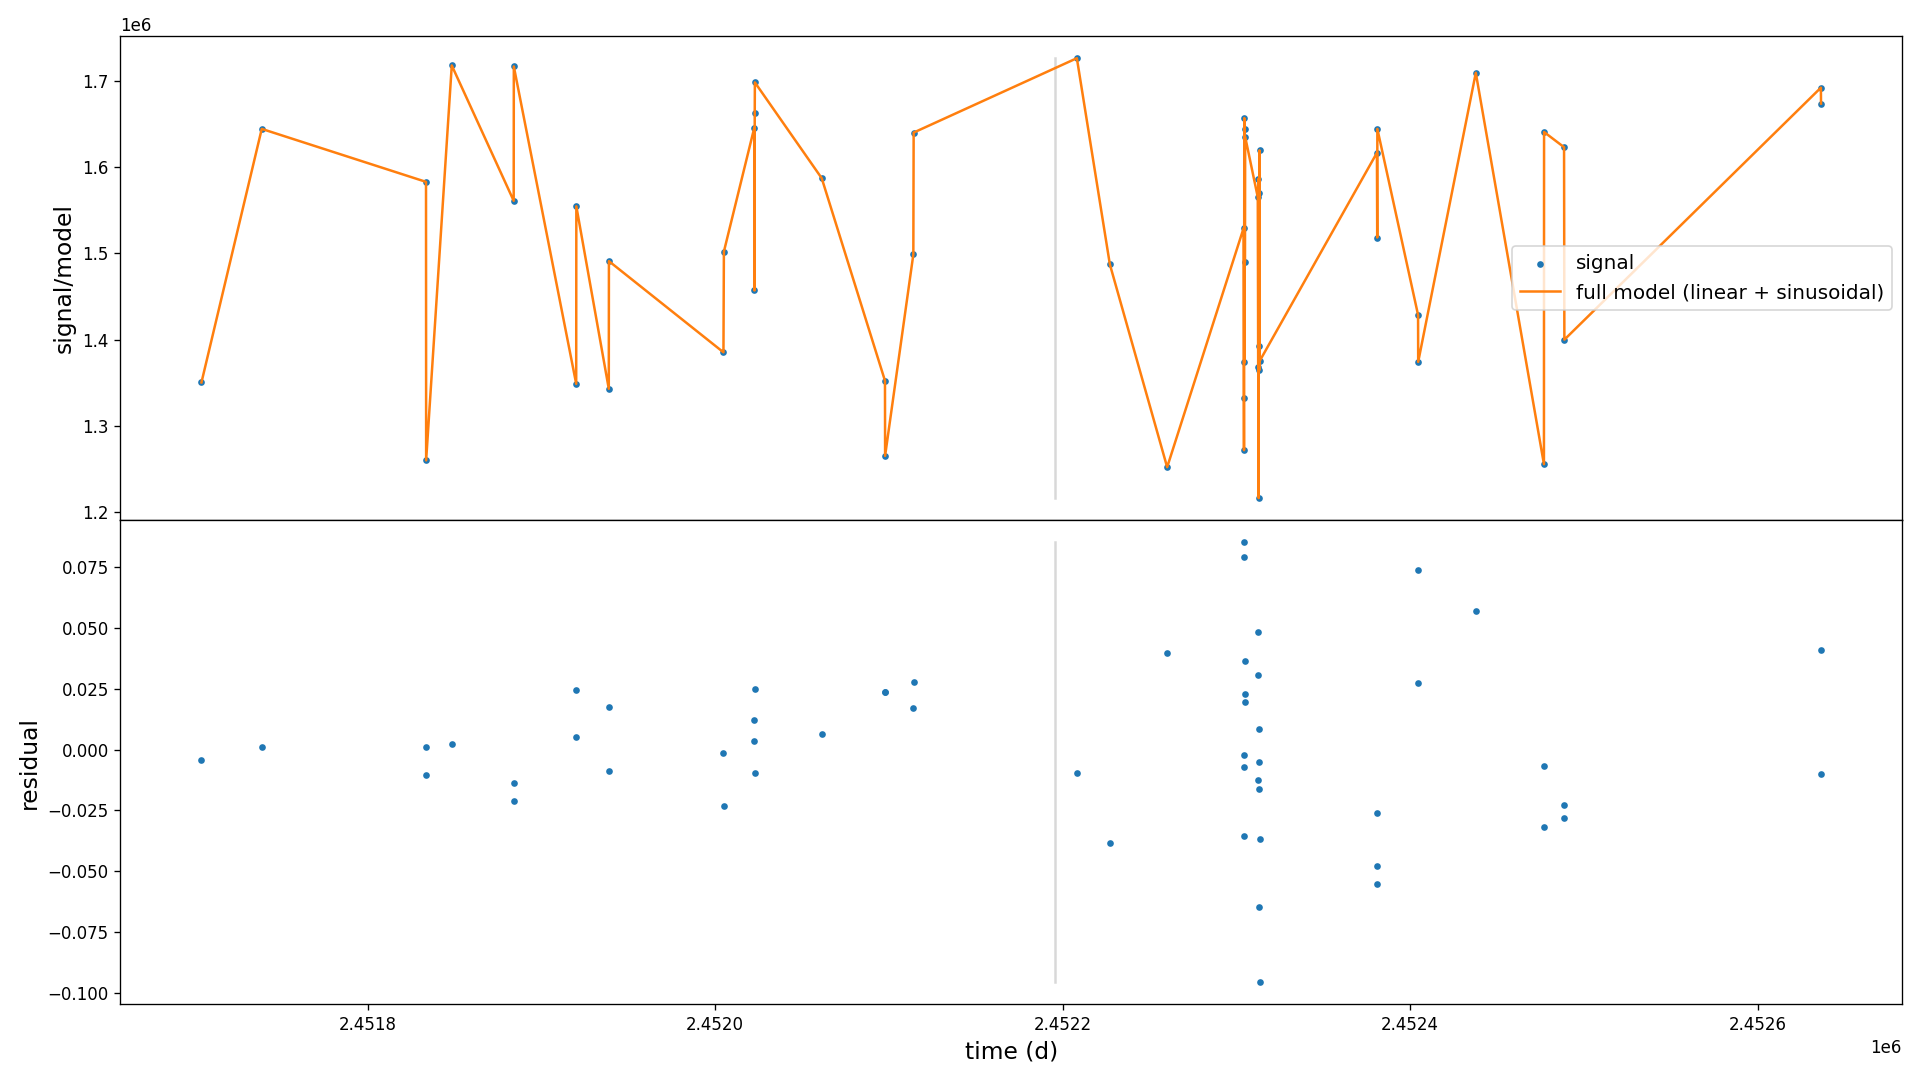 1e6
1.7
1.6
1.5
1.4
1.3
1.2
signal/model
signal
full model (linear + sinusoidal)
0.075
0.050
0.025
0.000
−0.025
−0.050
−0.075
−0.100
residual
2.4518
2.4520
2.4522
2.4524
2.4526
time (d)
1e6